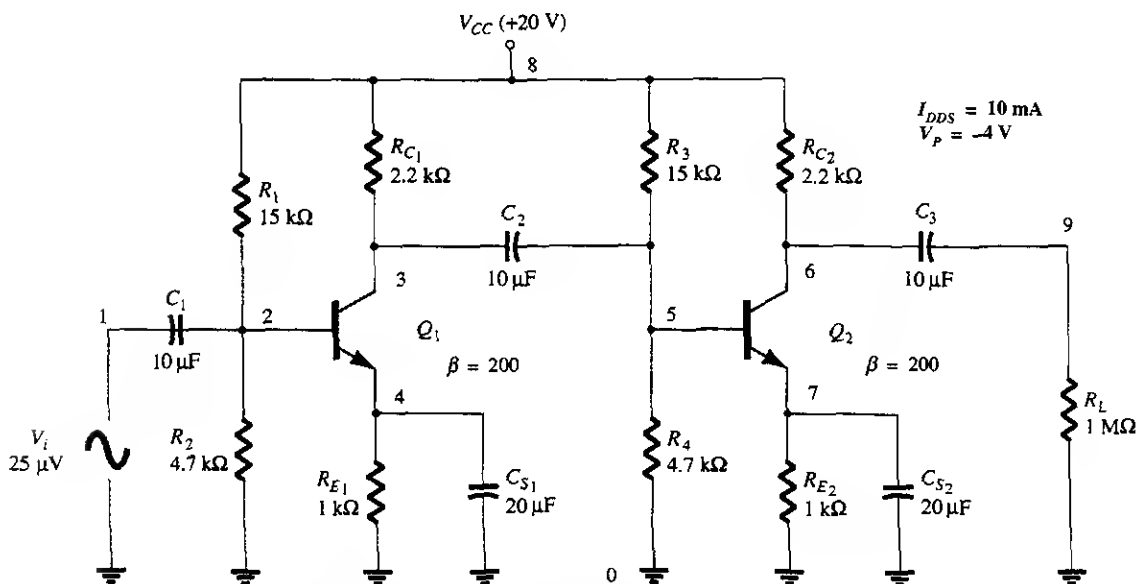 V_CC (+20 V)
8
I_DDS = 10 mA
V_P = –4 V
R_C1
2.2 kΩ
R_3
15 kΩ
R_C2
2.2 kΩ
R_1
15 kΩ
C_2
10 μF
C_3
10 μF
9
3
6
C_1
10 μF
1
2
Q_1
β = 200
5
Q_2
β = 200
4
7
V_i
25 μV
R_2
4.7 kΩ
R_E1
1 kΩ
C_S1
20 μF
R_4
4.7 kΩ
R_E2
1 kΩ
C_S2
20 μF
R_L
1 MΩ
0